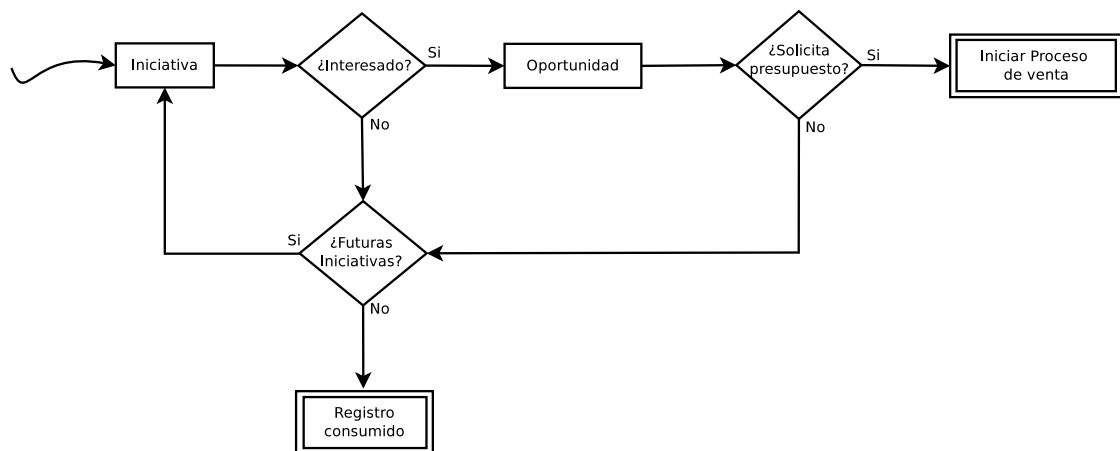 Iniciativa
¿Interesado?
Si
No
Oportunidad
¿Solicita
presupuesto?
Si
No
Iniciar Proceso
de venta
¿Futuras
Iniciativas?
Si
No
Registro
consumido